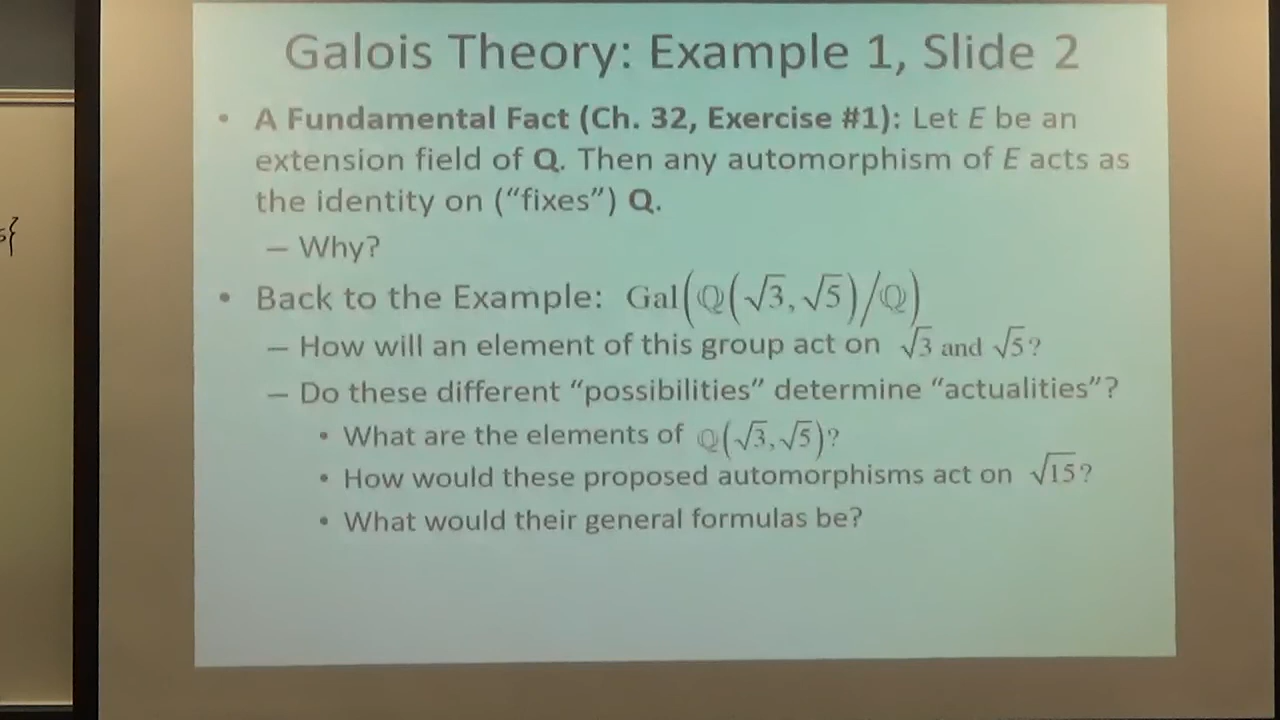 Galois Theory: Example 1, Slide 2
• A Fundamental Fact (Ch. 32, Exercise #1): Let E be an
extension field of Q. Then any automorphism of E acts as
the identity on (“fixes”) Q.
– Why?
• Back to the Example: Gal(ℚ(√3, √5)/ℚ)
– How will an element of this group act on √3 and √5?
– Do these different “possibilities” determine “actualities”?
• What are the elements of ℚ(√3, √5)?
• How would these proposed automorphisms act on √15?
• What would their general formulas be?